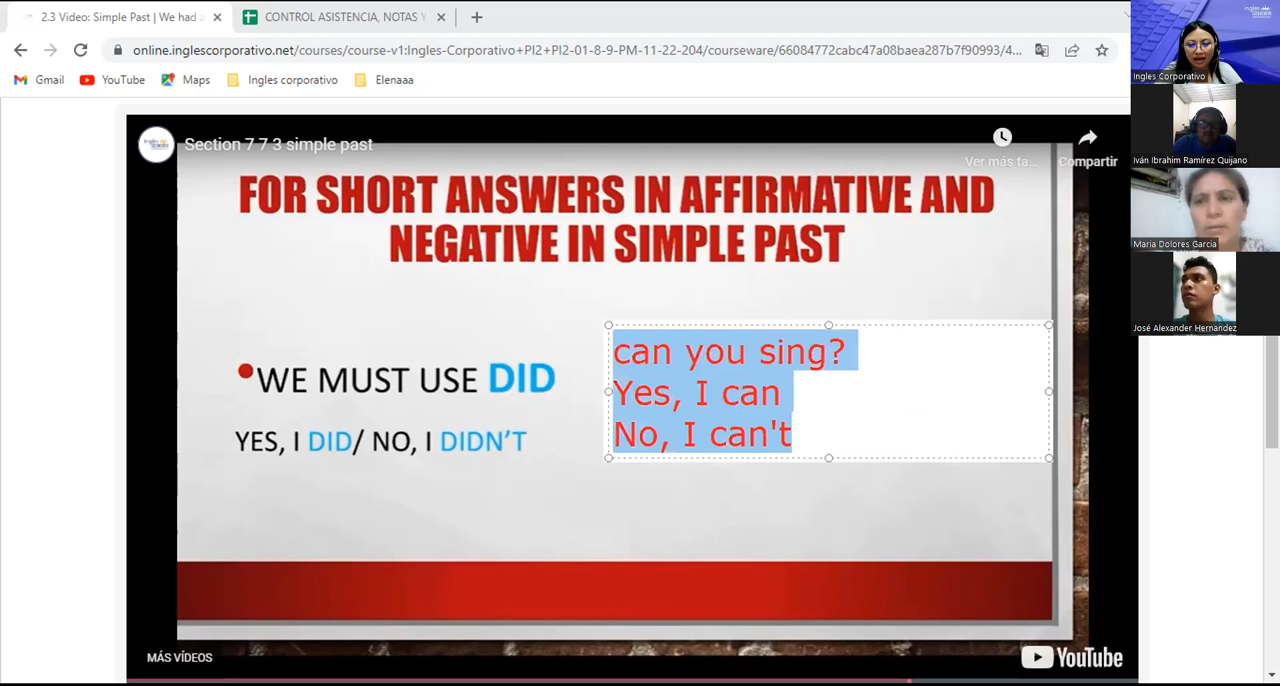 2.3 Video: Simple Past | We had a
CONTROL ASISTENCIA, NOTAS Y
online.inglescorporativo.net/courses/course-v1:Ingles-Corporativo+PI2+PI2-01-8-9-PM-11-22-204/courseware/66084772cabc47a08baea287b7f90993/4...
Gmail
YouTube
Maps
Ingles corporativo
Elenaaa
Ingles Corporativo
Iván Ibrahim Ramírez Quijano
Maria Dolores Garcia
José Alexander Hernandez
Section 7 7 3 simple past
Ver más ta...
Compartir
FOR SHORT ANSWERS IN AFFIRMATIVE AND
NEGATIVE IN SIMPLE PAST
WE MUST USE DID
YES, I DID/ NO, I DIDN'T
can you sing?
Yes, I can
No, I can't
MÁS VÍDEOS
YouTube